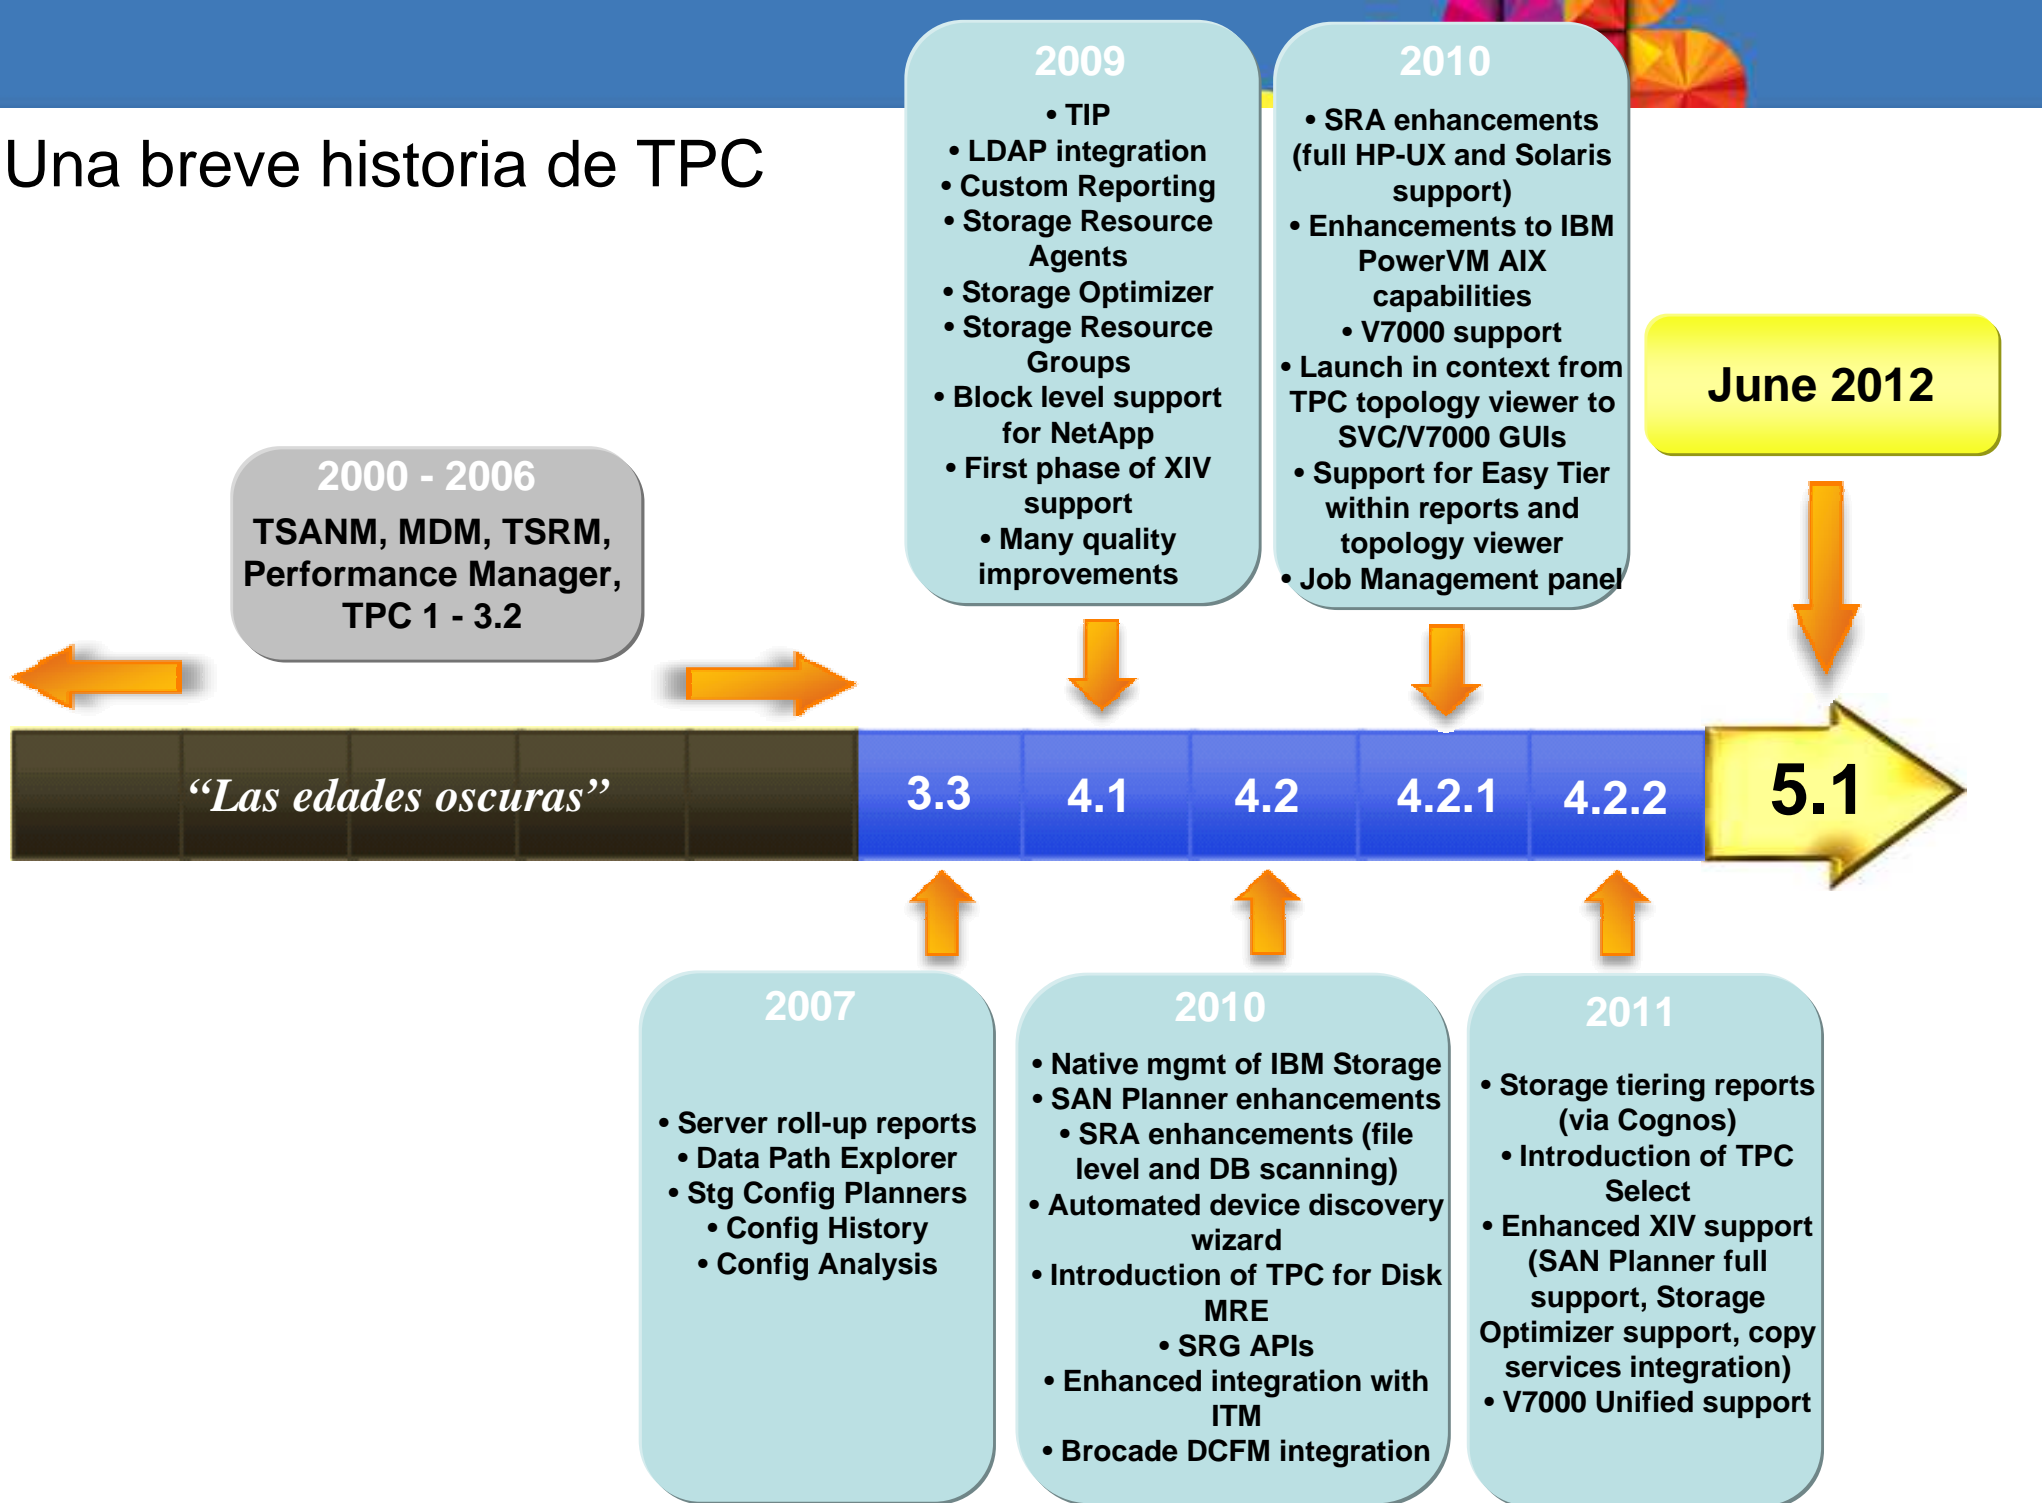 Una breve historia de TPC
2009
• TIP
• LDAP integration
• Custom Reporting
• Storage Resource
Agents
• Storage Optimizer
• Storage Resource
Groups
• Block level support
for NetApp
• First phase of XIV
support
• Many quality
improvements
2010
• SRA enhancements
(full HP-UX and Solaris
support)
• Enhancements to IBM
PowerVM AIX
capabilities
• V7000 support
• Launch in context from
TPC topology viewer to
SVC/V7000 GUIs
• Support for Easy Tier
within reports and
topology viewer
• Job Management panel
June 2012
2000 - 2006
TSANM, MDM, TSRM,
Performance Manager,
TPC 1 - 3.2
“Las edades oscuras”
3.3
4.1
4.2
4.2.1
4.2.2
5.1
2007
• Server roll-up reports
• Data Path Explorer
• Stg Config Planners
• Config History
• Config Analysis
2010
• Native mgmt of IBM Storage
• SAN Planner enhancements
• SRA enhancements (file
level and DB scanning)
• Automated device discovery
wizard
• Introduction of TPC for Disk
MRE
• SRG APIs
• Enhanced integration with
ITM
• Brocade DCFM integration
2011
• Storage tiering reports
(via Cognos)
• Introduction of TPC
Select
• Enhanced XIV support
(SAN Planner full
support, Storage
Optimizer support, copy
services integration)
• V7000 Unified support